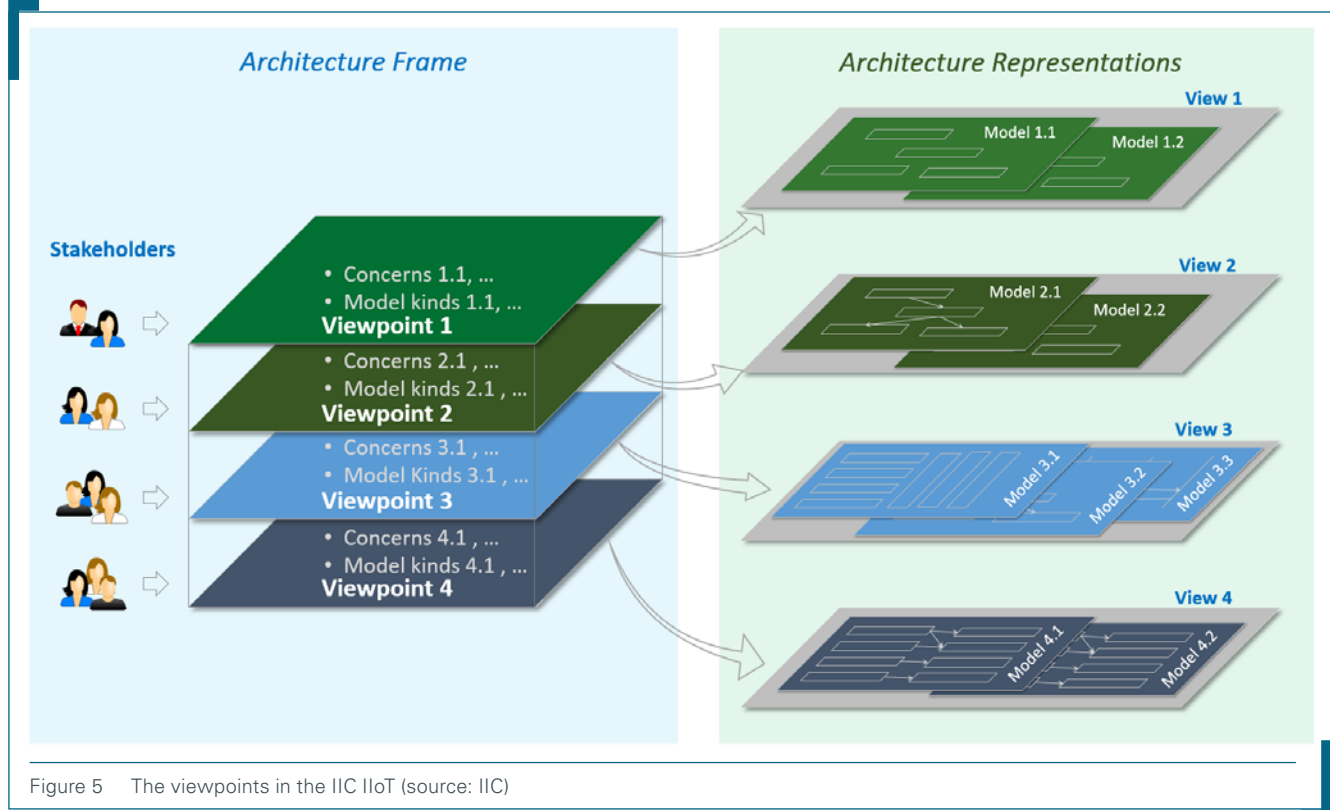 Architecture Frame
Stakeholders
• Concerns 1.1, ...
• Model kinds 1.1, ...
Viewpoint 1
• Concerns 2.1 , ...
• Model kinds 2.1 , ...
Viewpoint 2
• Concerns 3.1 , ...
• Model Kinds 3.1 , ...
Viewpoint 3
• Concerns 4.1 , ...
• Model kinds 4.1 , ...
Viewpoint 4
Architecture Representations
View 1
Model 1.1
Model 1.2
View 2
Model 2.1
Model 2.2
View 3
Model 3.1
Model 3.2
Model 3.3
View 4
Model 4.1
Model 4.2
Figure 5 The viewpoints in the IIC IIoT (source: IIC)